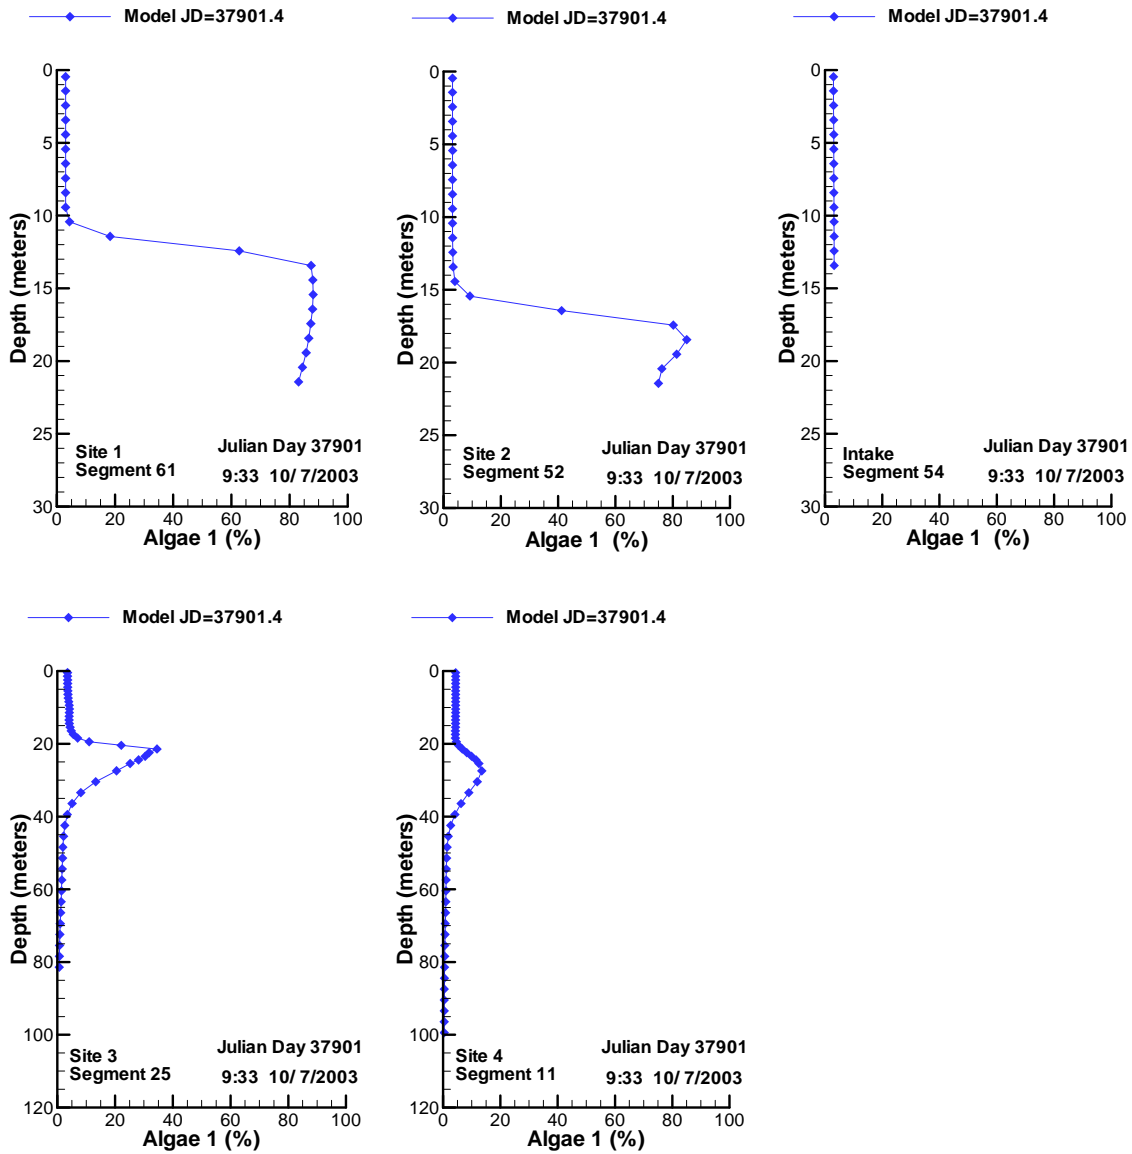 Model JD=37901.4
0
5
10
15
20
25
30
Depth (meters)
Site 1
Segment 61
Julian Day 37901
9:33 10/ 7/2003
0 20 40 60 80 100
Algae 1 (%)
Model JD=37901.4
0
5
10
15
20
25
30
Depth (meters)
Site 2
Segment 52
Julian Day 37901
9:33 10/ 7/2003
0 20 40 60 80 100
Algae 1 (%)
Model JD=37901.4
0
5
10
15
20
25
30
Depth (meters)
Intake
Segment 54
Julian Day 37901
9:33 10/ 7/2003
0 20 40 60 80 100
Algae 1 (%)
Model JD=37901.4
0
20
40
60
80
100
120
Depth (meters)
Site 3
Segment 25
Julian Day 37901
9:33 10/ 7/2003
0 20 40 60 80 100
Algae 1 (%)
Model JD=37901.4
0
20
40
60
80
100
120
Depth (meters)
Site 4
Segment 11
Julian Day 37901
9:33 10/ 7/2003
0 20 40 60 80 100
Algae 1 (%)